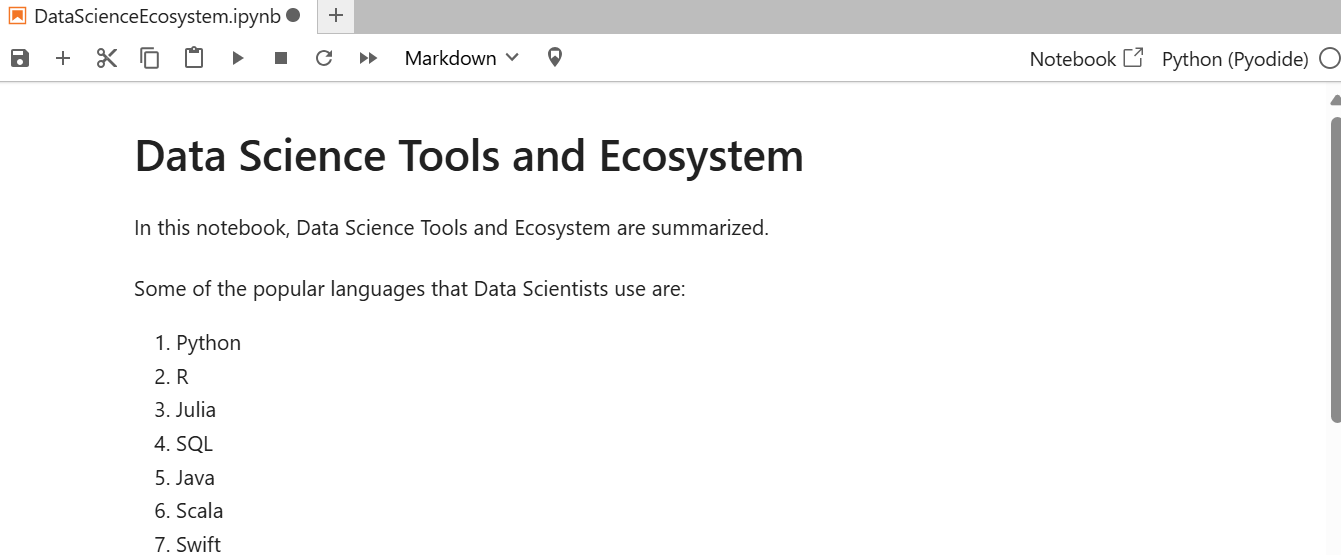 DataScienceEcosystem.ipynb
Markdown
Notebook
Python (Pyodide)
Data Science Tools and Ecosystem
In this notebook, Data Science Tools and Ecosystem are summarized.
Some of the popular languages that Data Scientists use are:
1. Python
2. R
3. Julia
4. SQL
5. Java
6. Scala
7. Swift